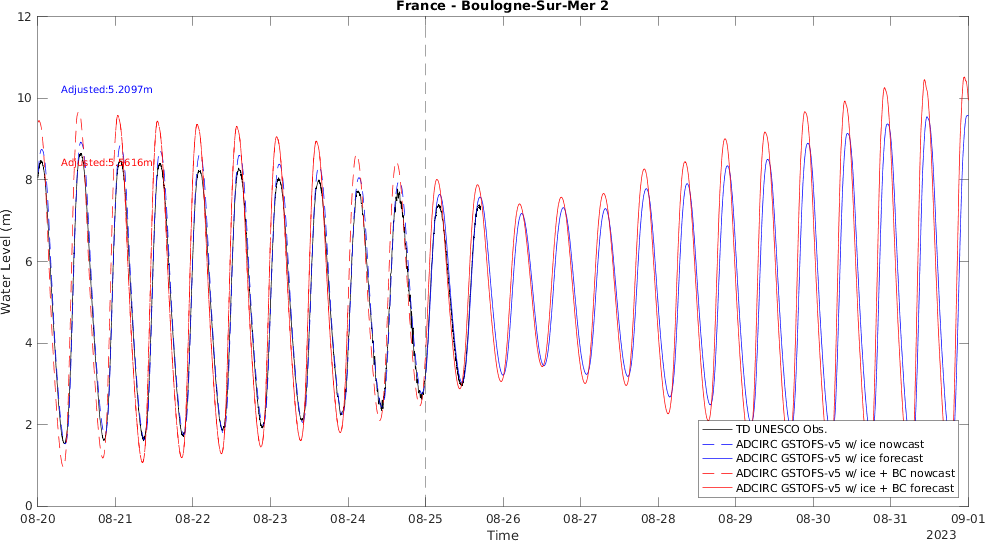 France - Boulogne-Sur-Mer 2
12
10
8
6
4
2
0
Water Level (m)
Adjusted:5.2097m
Adjusted:5.5616m
TD UNESCO Obs.
ADCIRC GSTOFS-v5 w/ ice nowcast
ADCIRC GSTOFS-v5 w/ ice forecast
ADCIRC GSTOFS-v5 w/ ice + BC nowcast
ADCIRC GSTOFS-v5 w/ ice + BC forecast
08-20 08-21 08-22 08-23 08-24 08-25 08-26 08-27 08-28 08-29 08-30 08-31 09-01
Time
2023